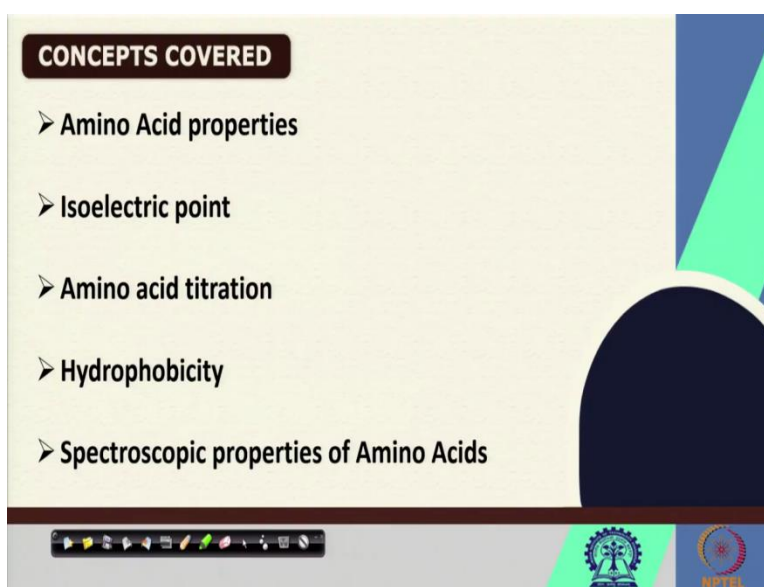 CONCEPTS COVERED
➢ Amino Acid properties
➢ Isoelectric point
➢ Amino acid titration
➢ Hydrophobicity
➢ Spectroscopic properties of Amino Acids
NPTEL